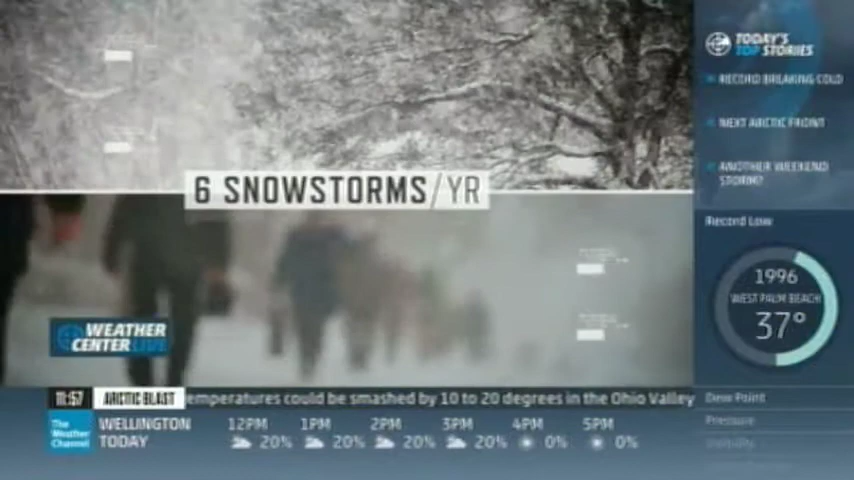 TODAY'S
TOP STORIES
RECORD BREAKING COLD
NEXT ARCTIC FRONT
ANOTHER WEEKEND
STORM?
6 SNOWSTORMS/YR
Record Low
1996
WEST PALM BEACH
37°
WEATHER
CENTER LIVE
11:57
ARCTIC BLAST
emperatures could be smashed by 10 to 20 degrees in the Ohio Valley
Dew Point
Pressure
Visibility
The
Weather
Channel
WELLINGTON
TODAY
12PM 1PM 2PM 3PM 4PM 5PM
20% 20% 20% 20% 0% 0%